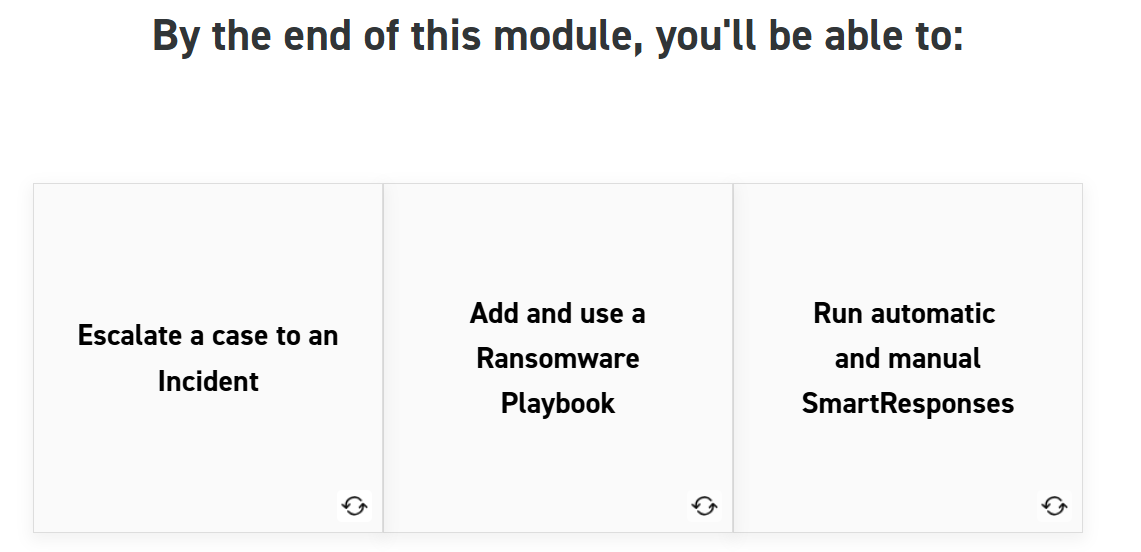 By the end of this module, you'll be able to:
Escalate a case to an
Incident
Add and use a
Ransomware
Playbook
Run automatic
and manual
SmartResponses